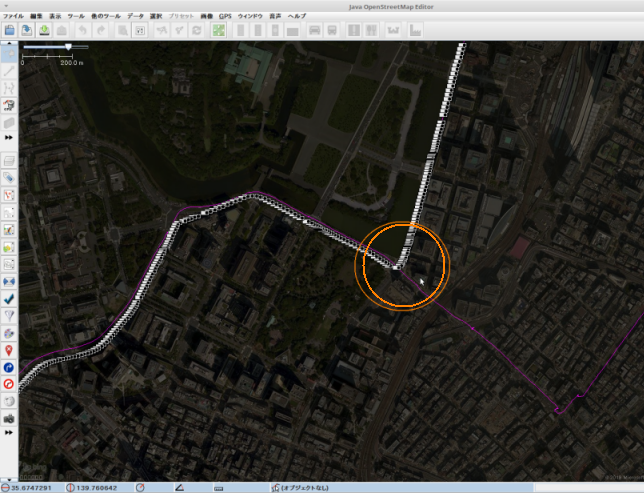 Java OpenStreetMap Editor
ファイル 編集 表示 ツール 他のツール データ 選択 プリセット 画像 GPS ウィンドウ 音声 ヘルプ
0 200.0 m
35.6747291 139.760642 (オブジェクトなし)